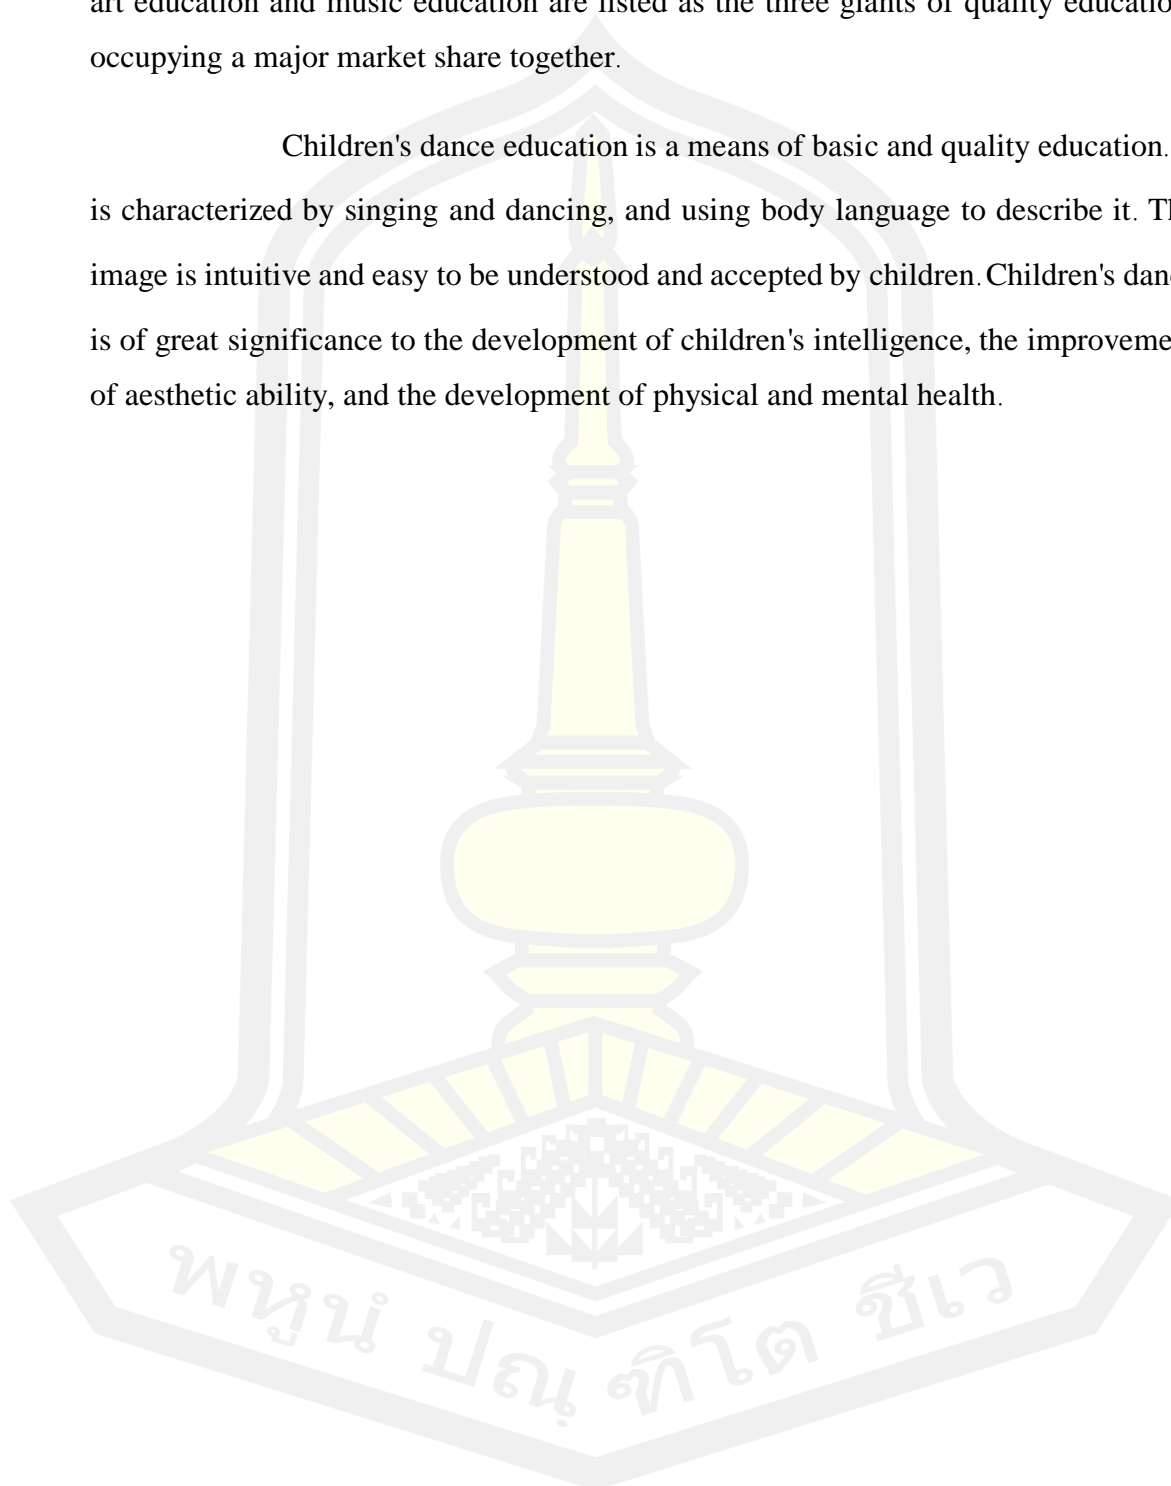 art education and music education are listed as the three giants of quality educatio
occupying a major market share together.
Children's dance education is a means of basic and quality education.
is characterized by singing and dancing, and using body language to describe it. Th
image is intuitive and easy to be understood and accepted by children. Children's danc
is of great significance to the development of children's intelligence, the improveme
of aesthetic ability, and the development of physical and mental health.
พหูนํ ปณฺฑิโต ชีเว